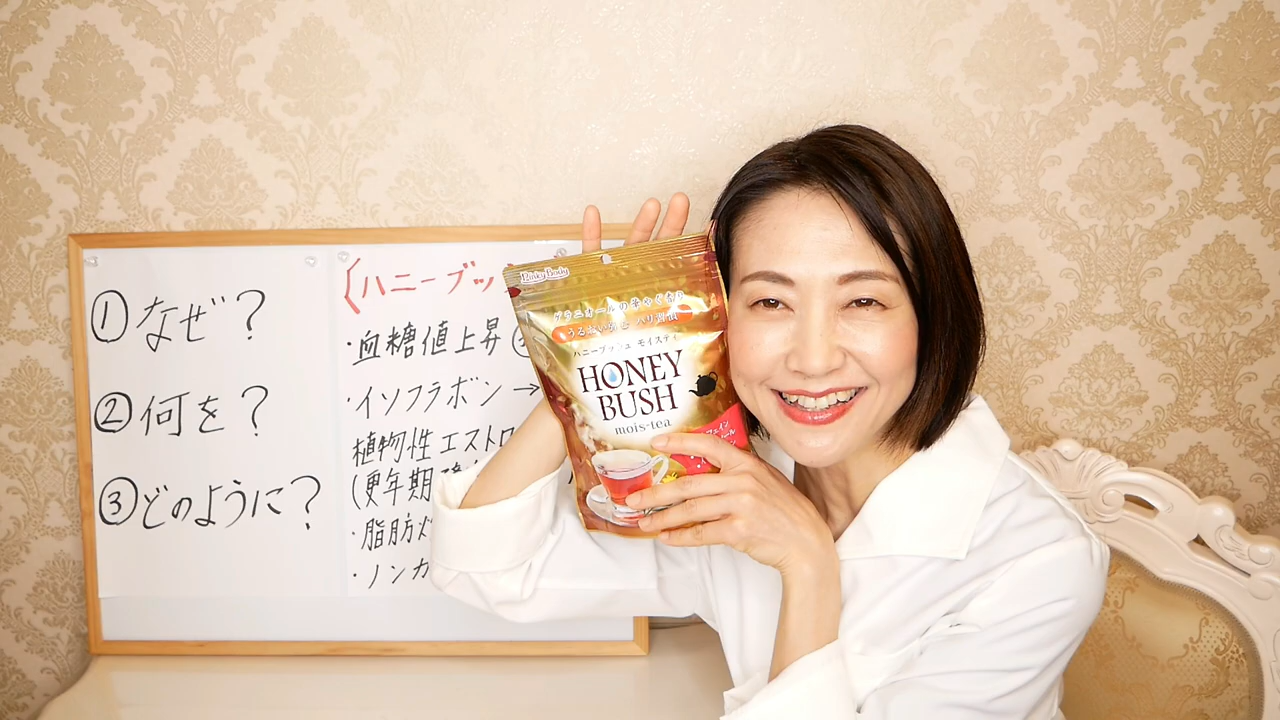 ①なぜ?
②何を?
③どのように?
〈ハニーブッ
・血糖値上昇
・イソフラボン→
植物性エストロ
(更年期
・脂肪
・ノンカ
Pinky Body
ゲラニオールの華やぐ香り
うるおい巡る ハリ習慣
ハニーブッシュ モイスティ
HONEY
BUSH
mois-tea